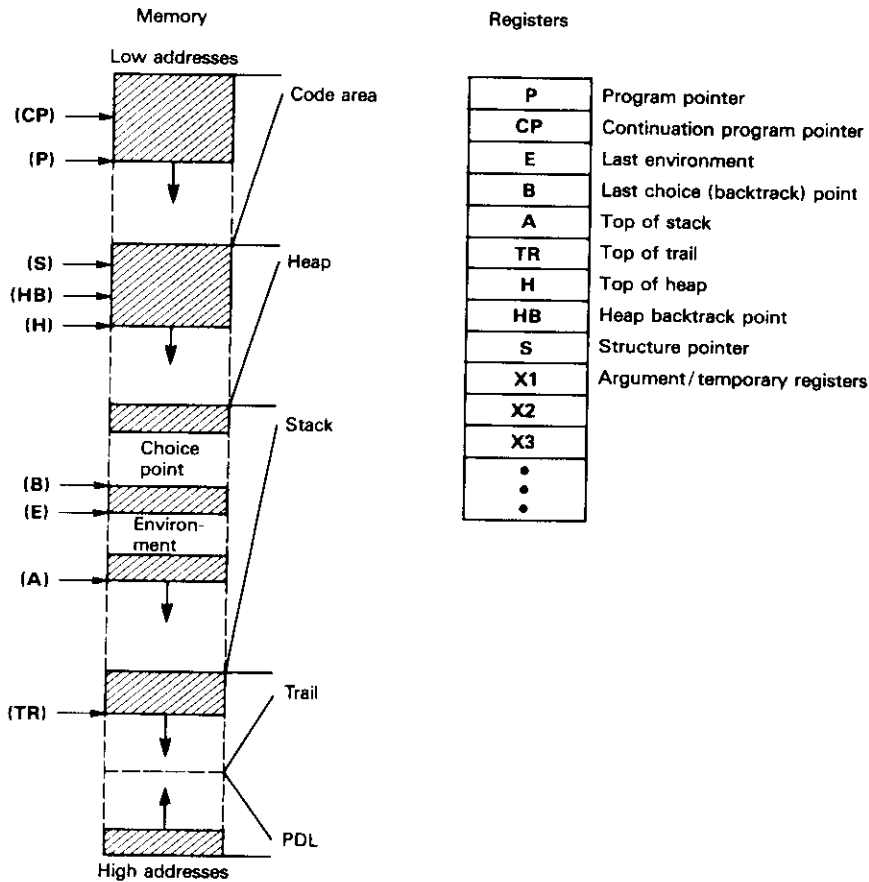 Memory
Low addresses
(CP)
(P)
Code area
(S)
(HB)
(H)
Heap
Choice
point
Stack
(B)
(E)
Environ-
ment
(A)
(TR)
Trail
PDL
High addresses
Registers
P Program pointer
CP Continuation program pointer
E Last environment
B Last choice (backtrack) point
A Top of stack
TR Top of trail
H Top of heap
HB Heap backtrack point
S Structure pointer
X1 Argument/temporary registers
X2
X3